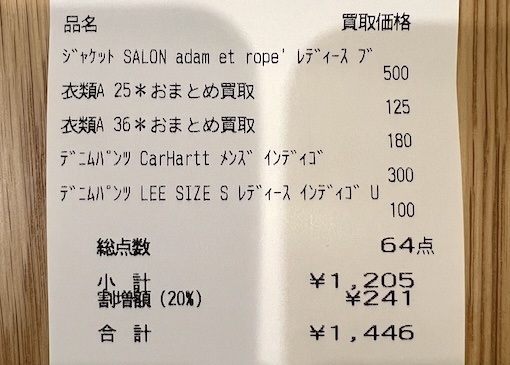 品名 買取価格
ｼﾞｬｹｯﾄ SALON adam et rope' ﾚﾃﾞｨｰｽ ﾌﾞ
500
衣類A 25＊おまとめ買取
125
衣類A 36＊おまとめ買取
180
ﾃﾞﾆﾑﾊﾟﾝﾂ CarHartt ﾒﾝｽﾞ ｲﾝﾃﾞｨｺﾞ
300
ﾃﾞﾆﾑﾊﾟﾝﾂ LEE SIZE S ﾚﾃﾞｨｰｽ ｲﾝﾃﾞｨｺﾞ U
100
総点数 64点
小 計 ¥1,205
割増額(20%) ¥241
合 計 ¥1,446